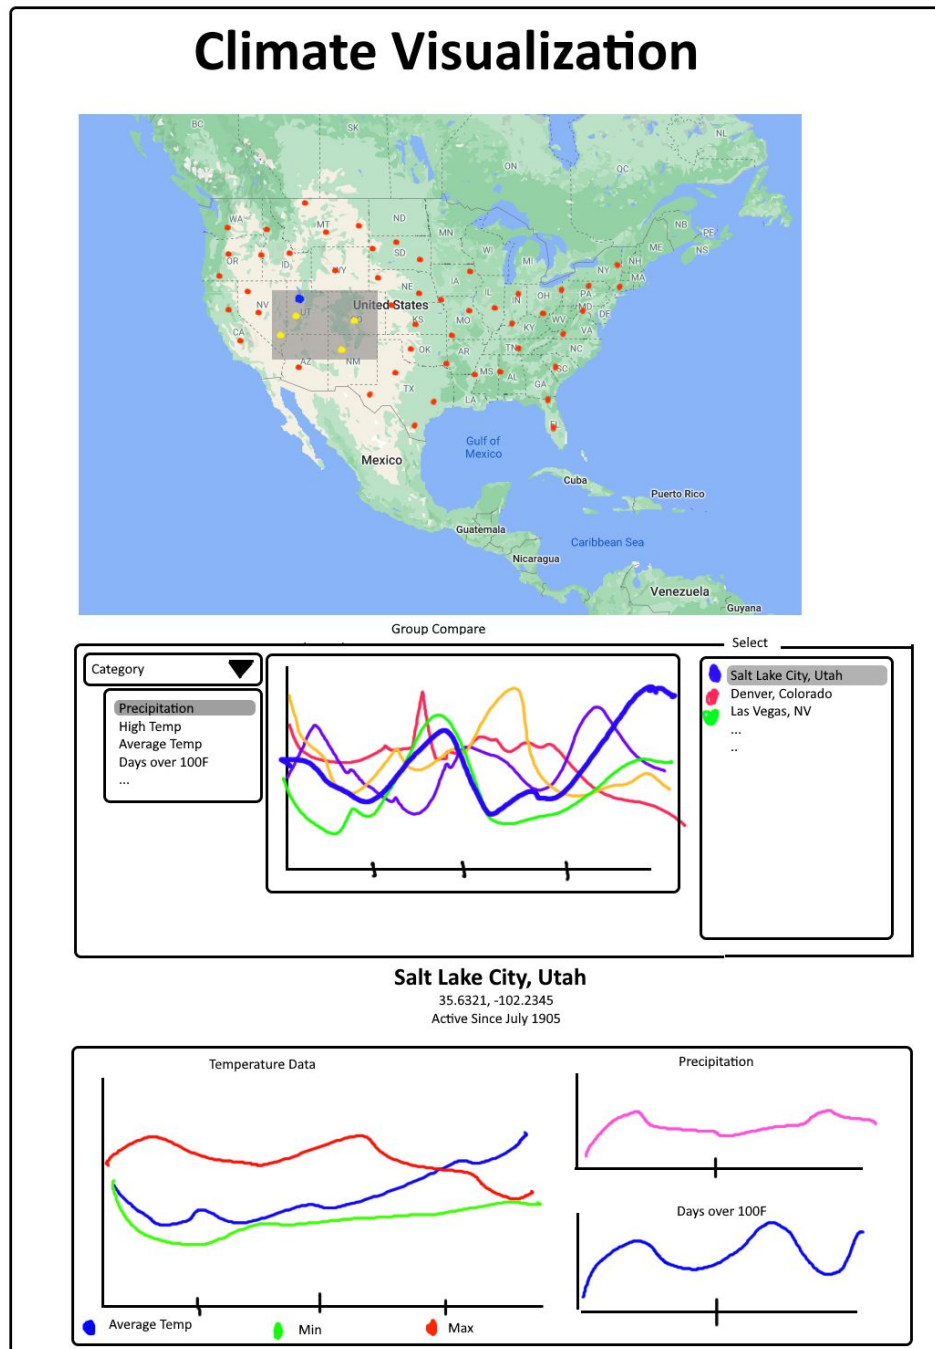 Climate Visualization
BC
SK
NL
ON
QC
WA
MT
ND
MN
NB
PE
NS
ME
OR
ID
SD
WI
MI
NH
NY
MA
WY
IA
NE
NV
UT
United States
IL
IN
OH
PA
MD
DE
CA
KS
MO
WV
VA
KY
NC
TN
OK
AR
SC
AZ
NM
MS
AL
GA
TX
LA
FL
Gulf of
Mexico
Mexico
Cuba
Puerto Rico
Guatemala
Caribbean Sea
Nicaragua
Venezuela
Guyana
Group Compare
Select
Category
Precipitation
High Temp
Average Temp
Days over 100F
...
Salt Lake City, Utah
Denver, Colorado
Las Vegas, NV
...
..
Salt Lake City, Utah
35.6321, -102.2345
Active Since July 1905
Temperature Data
Precipitation
Days over 100F
Average Temp
Min
Max